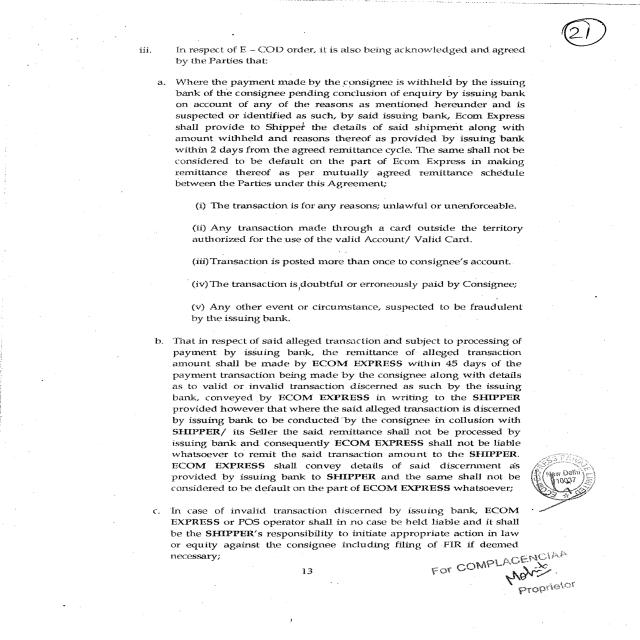 21
iii. In respect of E – COD order, it is also being acknowledged and agreed
by the Parties that:
a. Where the payment made by the consignee is withheld by the issuing
bank of the consignee pending conclusion of enquiry by issuing bank
on account of any of the reasons as mentioned hereunder and is
suspected or identified as such, by said issuing bank, Ecom Express
shall provide to Shipper the details of said shipment along with
amount withheld and reasons thereof as provided by issuing bank
within 2 days from the agreed remittance cycle. The same shall not be
considered to be default on the part of Ecom Express in making
remittance thereof as per mutually agreed remittance schedule
between the Parties under this Agreement;
(i) The transaction is for any reasons; unlawful or unenforceable.
(ii) Any transaction made through a card outside the territory
authorized for the use of the valid Account/ Valid Card.
(iii)Transaction is posted more than once to consignee's account.
(iv)The transaction is doubtful or erroneously paid by Consignee;
(v) Any other event or circumstance, suspected to be fraudulent
by the issuing bank.
b. That in respect of said alleged transaction and subject to processing of
payment by issuing bank, the remittance of alleged transaction
amount shall be made by ECOM EXPRESS within 45 days of the
payment transaction being made by the consignee along with details
as to valid or invalid transaction discerned as such by the issuing
bank, conveyed by ECOM EXPRESS in writing to the SHIPPER
provided however that where the said alleged transaction is discerned
by issuing bank to be conducted by the consignee in collusion with
SHIPPER/ its Seller the said remittance shall not be processed by
issuing bank and consequently ECOM EXPRESS shall not be liable
whatsoever to remit the said transaction amount to the SHIPPER.
ECOM EXPRESS shall convey details of said discernment as
provided by issuing bank to SHIPPER and the same shall not be
considered to be default on the part of ECOM EXPRESS whatsoever;
New Delhi
c. In case of invalid transaction discerned by issuing bank, ECOM
EXPRESS or POS operator shall in no case be held liable and it shall
be the SHIPPER's responsibility to initiate appropriate action in law
or equity against the consignee including filing of FIR if deemed
necessary;
13
For COMPLACENCIAA
Mohit
Proprietor